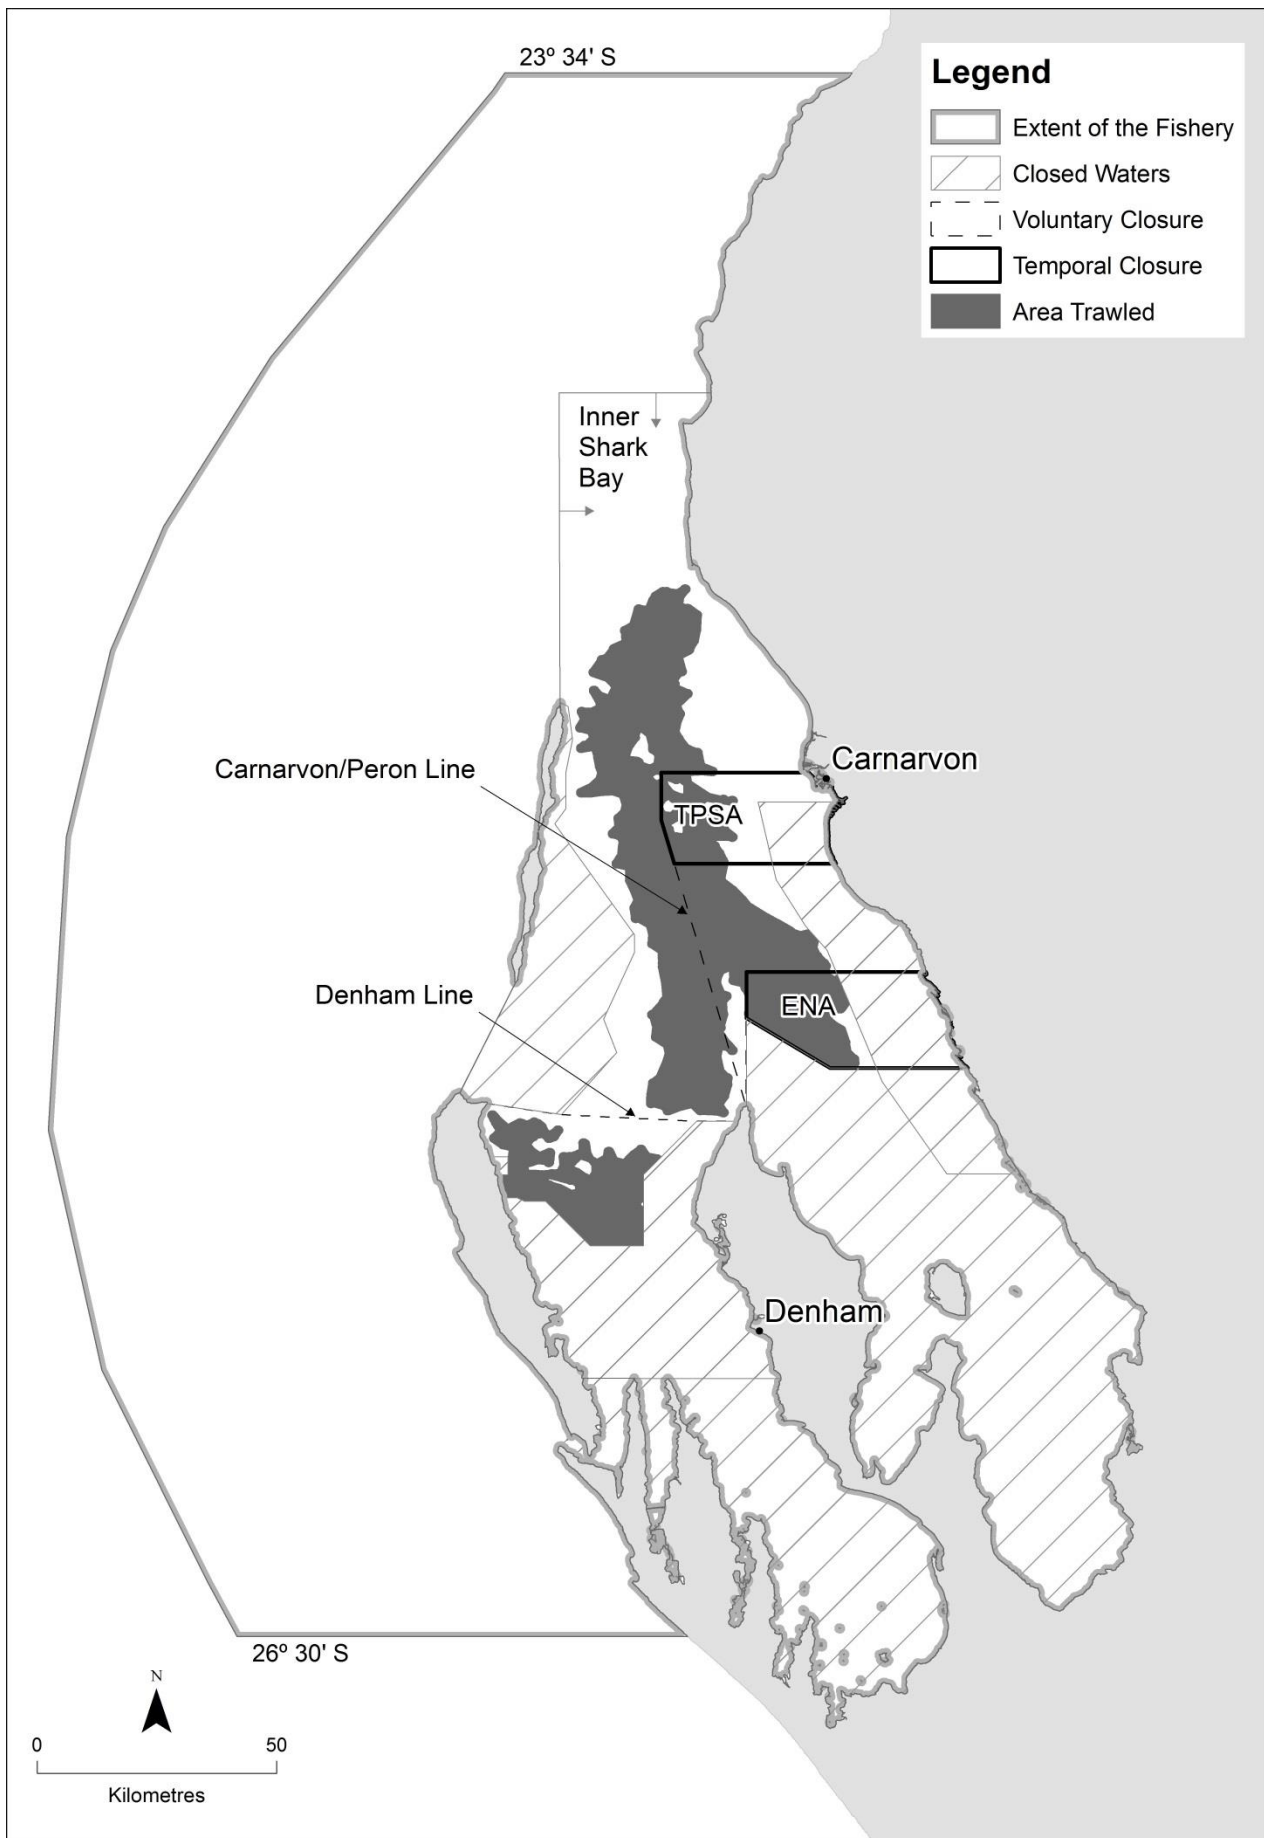 23º 34' S
Legend
Extent of the Fishery
Closed Waters
Voluntary Closure
Temporal Closure
Area Trawled
Inner
Shark
Bay
Carnarvon/Peron Line
Carnarvon
TPSA
Denham Line
ENA
Denham
26º 30' S
N
0 50
Kilometres